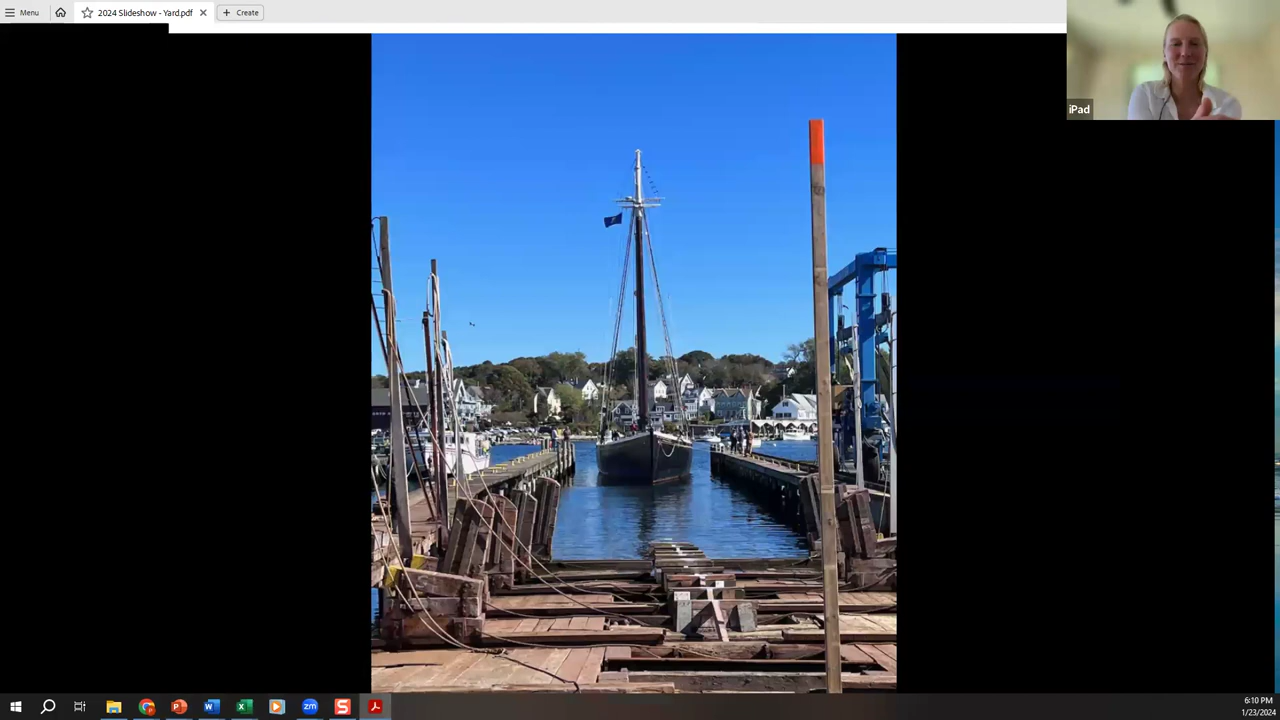 Menu
2024 Slideshow - Yard.pdf
Create
iPad
6:10 PM
1/23/2024